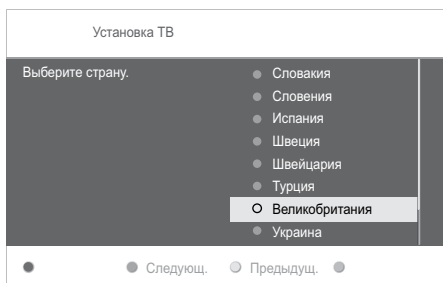 Установка ТВ
Выберите страну.
Словакия
Словения
Испания
Швеция
Швейцария
Турция
Великобритания
Украина
Следующ. Предыдущ.